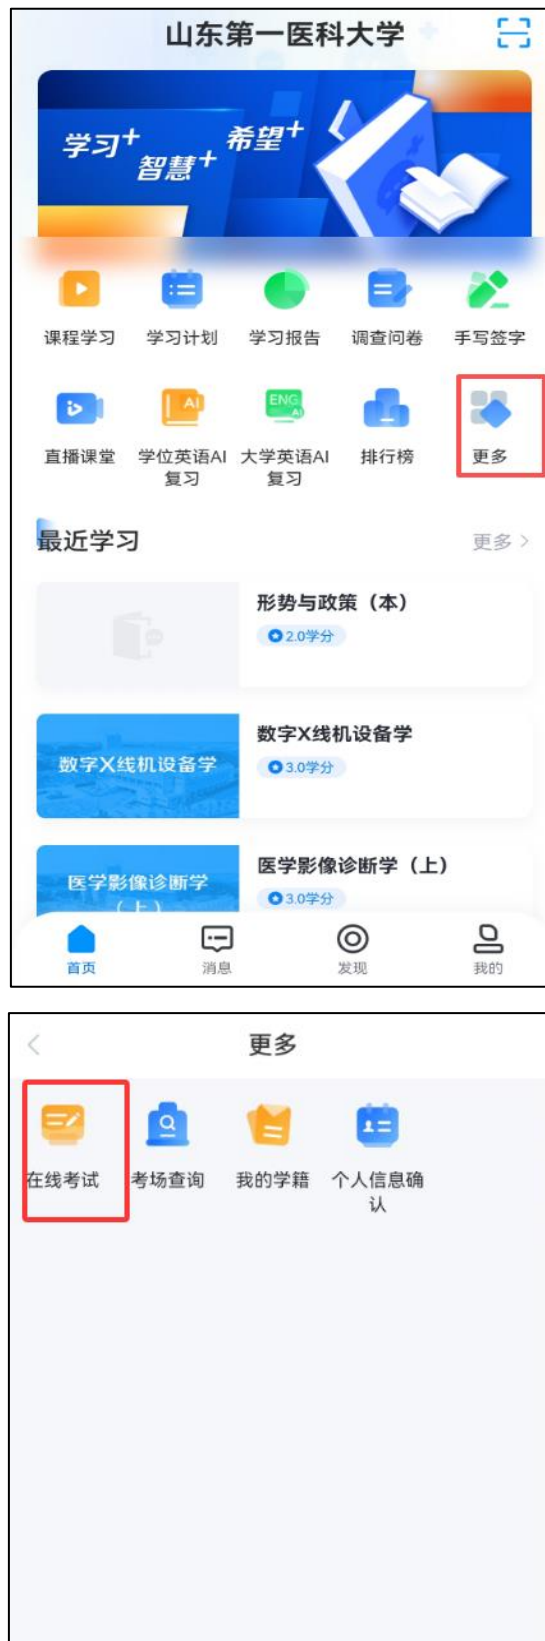 山东第一医科大学
学习+
智慧+
希望+
课程学习 学习计划 学习报告 调查问卷 手写签字
AI ENG AI
直播课堂 学位英语AI 大学英语AI 排行榜 更多
复习 复习
最近学习 更多 >
形势与政策（本）
2.0学分
数字X线机设备学
数字X线机设备学
3.0学分
医学影像诊断学（上）
医学影像诊断学
（上）
3.0学分
首页 消息 发现 我的
更多
在线考试 考场查询 我的学籍 个人信息确
认